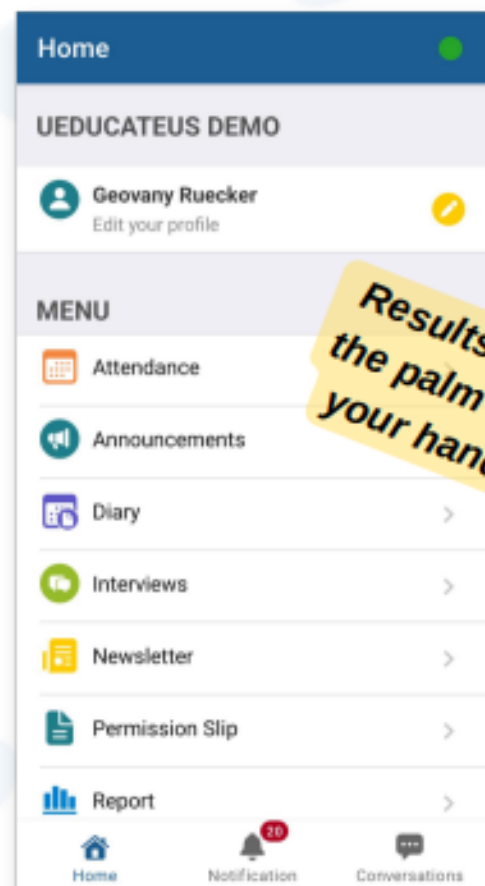 Home
UEDUCATEUS DEMO
Geovany Ruecker
Edit your profile
MENU
Results
the palm
your hand
Attendance
Announcements
Diary
Interviews
Newsletter
Permission Slip
Report
20
Home
Notification
Conversations